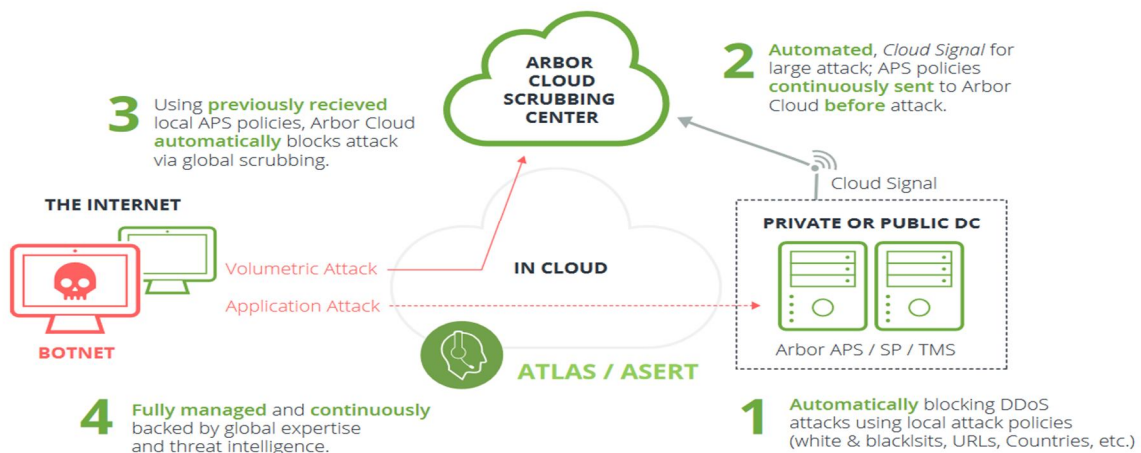 ARBOR
CLOUD
SCRUBBING
CENTER
2
Automated, Cloud Signal for
large attack; APS policies
continuously sent to Arbor
Cloud before attack.
3
Using previously recieved
local APS policies, Arbor Cloud
automatically blocks attack
via global scrubbing.
Cloud Signal
THE INTERNET
PRIVATE OR PUBLIC DC
Volumetric Attack
IN CLOUD
Application Attack
BOTNET
Arbor APS / SP / TMS
ATLAS / ASERT
4
Fully managed and continuously
backed by global expertise
and threat intelligence.
1
Automatically blocking DDoS
attacks using local attack policies
(white & blacklsits, URLs, Countries, etc.)